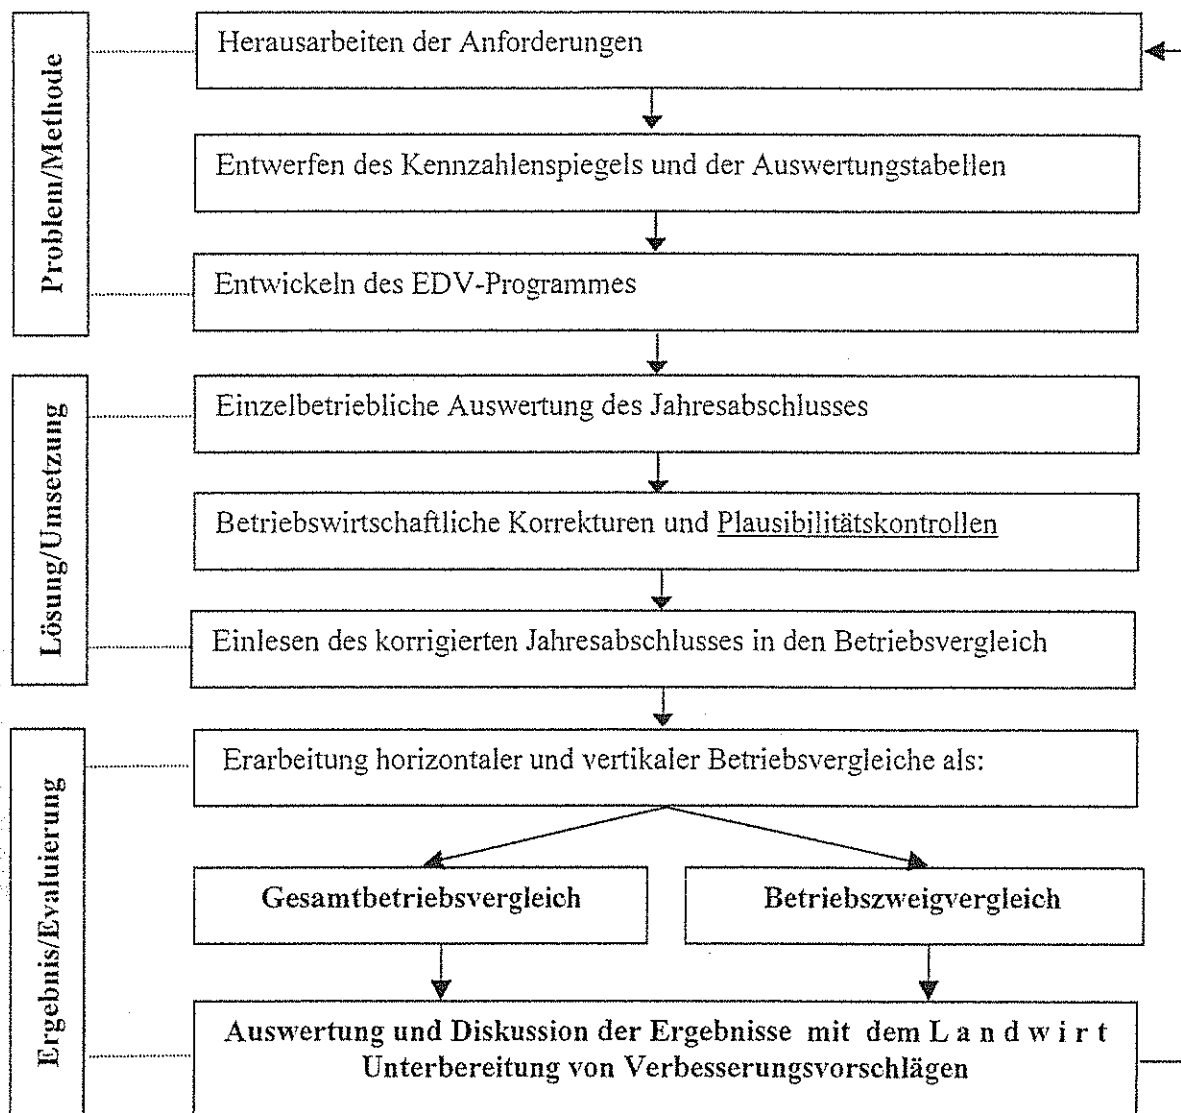 Problem/Methode
Herausarbeiten der Anforderungen
Entwerfen des Kennzahlenspiegels und der Auswertungstabellen
Entwickeln des EDV-Programmes
Lösung/Umsetzung
Einzelbetriebliche Auswertung des Jahresabschlusses
Betriebswirtschaftliche Korrekturen und Plausibilitätskontrollen
Einlesen des korrigierten Jahresabschlusses in den Betriebsvergleich
Ergebnis/Evaluierung
Erarbeitung horizontaler und vertikaler Betriebsvergleiche als:
Gesamtbetriebsvergleich
Betriebszweigvergleich
Auswertung und Diskussion der Ergebnisse mit dem L a n d w i r t
Unterbereitung von Verbesserungsvorschlägen